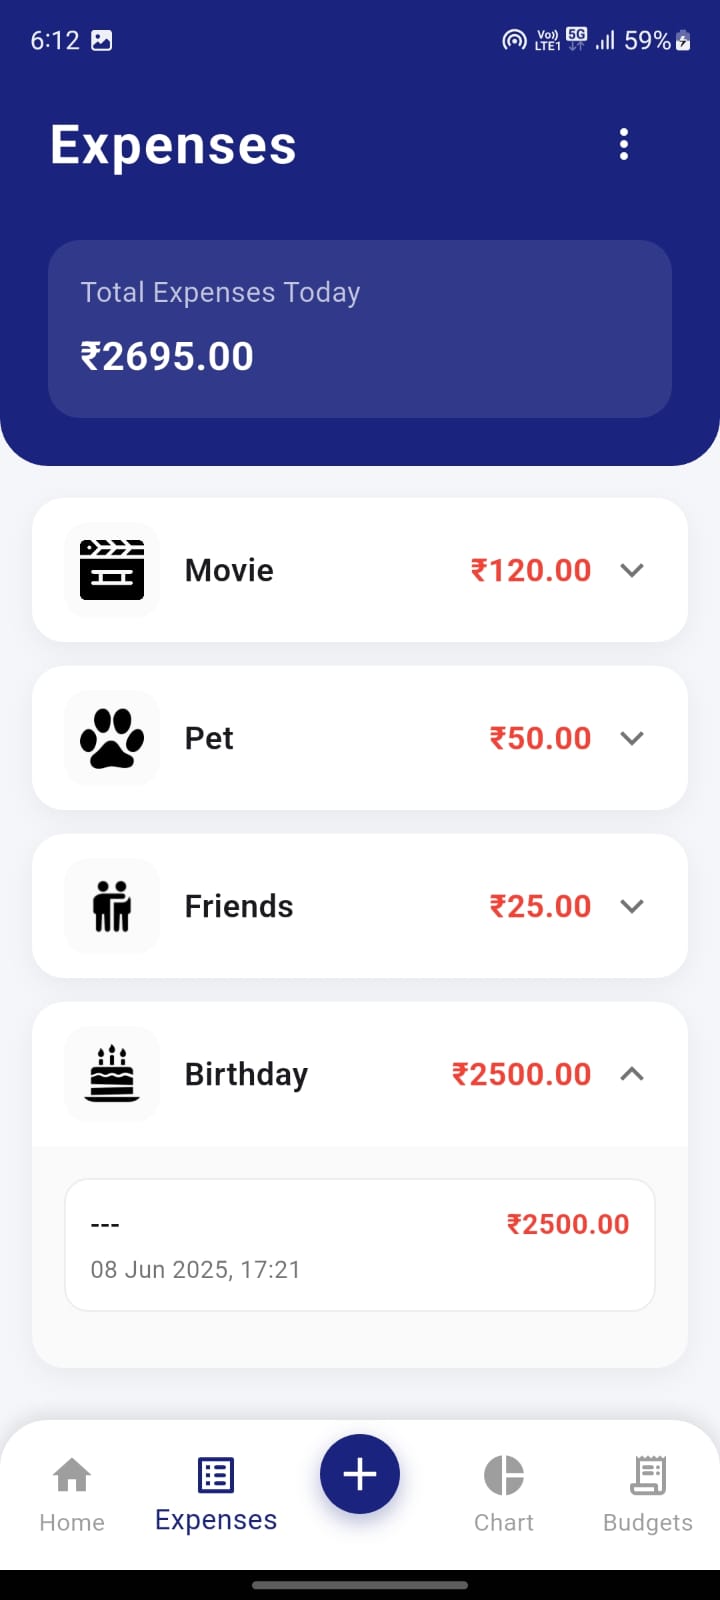 6:12 Vo)) LTE1 5G 59%
Expenses
Total Expenses Today
₹2695.00
Movie ₹120.00
Pet ₹50.00
Friends ₹25.00
Birthday ₹2500.00
--- ₹2500.00
08 Jun 2025, 17:21
Home Expenses Chart Budgets